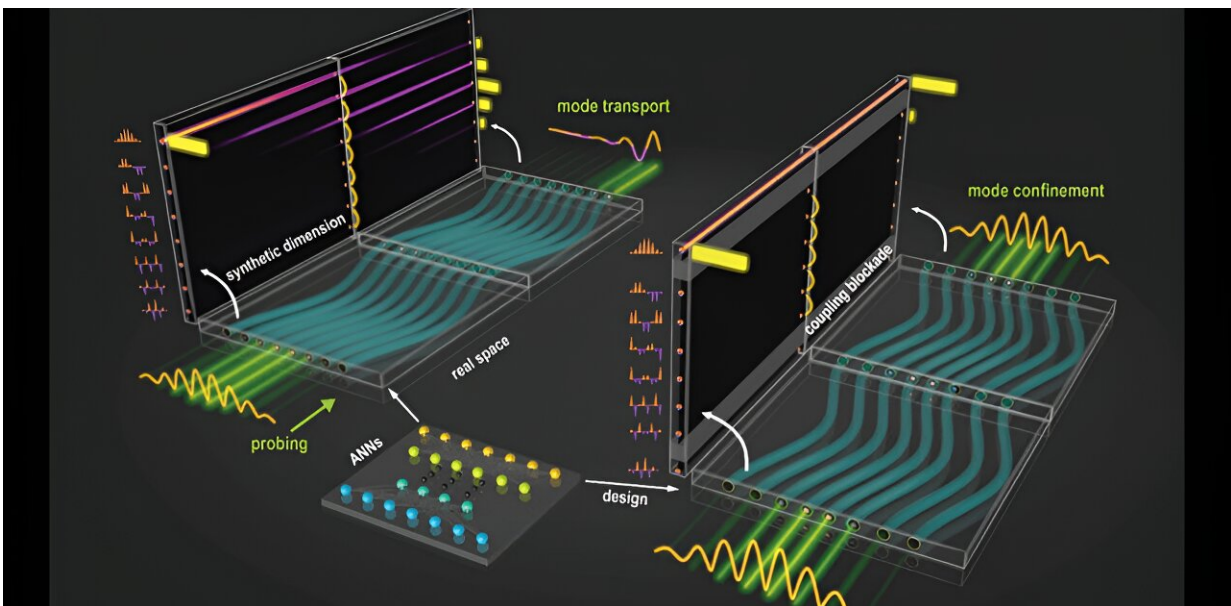 mode transport
mode confinement
synthetic dimension
coupling blockade
real space
probing
ANNs
design